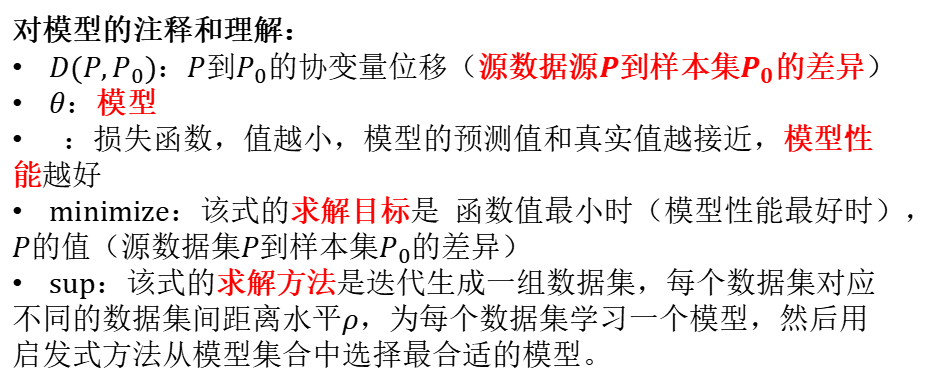 对模型的注释和理解：
• D(P, P₀)：P到P₀的协变量位移（源数据源P到样本集P₀的差异）
• θ：模型
• ：损失函数，值越小，模型的预测值和真实值越接近，模型性
能越好
• minimize：该式的求解目标是 函数值最小时（模型性能最好时），
P的值（源数据集P到样本集P₀的差异）
• sup：该式的求解方法是迭代生成一组数据集，每个数据集对应
不同的数据集间距离水平ρ，为每个数据集学习一个模型，然后用
启发式方法从模型集合中选择最合适的模型。